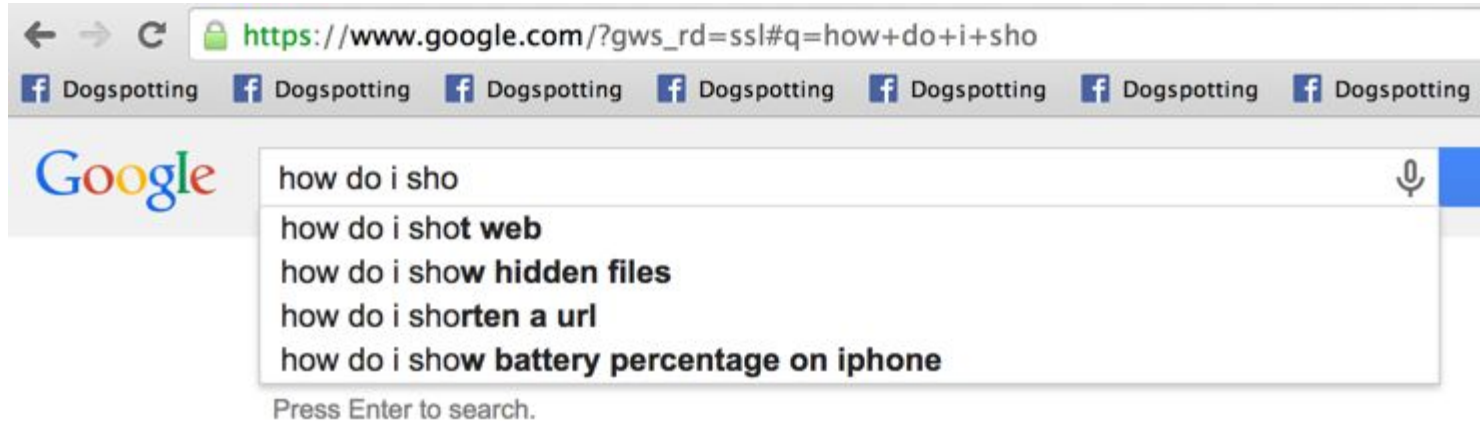 https://www.google.com/?gws_rd=ssl#q=how+do+i+sho
Dogspotting Dogspotting Dogspotting Dogspotting Dogspotting Dogspotting Dogspotting
Google how do i sho
how do i shot web
how do i show hidden files
how do i shorten a url
how do i show battery percentage on iphone
Press Enter to search.